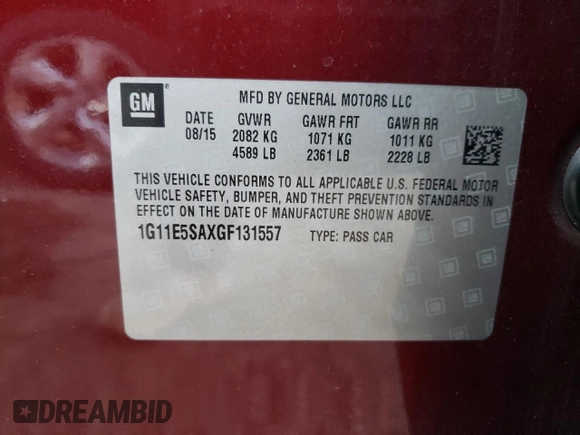 GM
®
MFD BY GENERAL MOTORS LLC
DATE GVWR GAWR FRT GAWR RR
08/15 2082 KG 1071 KG 1011 KG
4589 LB 2361 LB 2228 LB
THIS VEHICLE CONFORMS TO ALL APPLICABLE U.S. FEDERAL MOTOR
VEHICLE SAFETY, BUMPER, AND THEFT PREVENTION STANDARDS IN
EFFECT ON THE DATE OF MANUFACTURE SHOWN ABOVE.
1G11E5SAXGF131557 TYPE: PASS CAR
DREAMBID